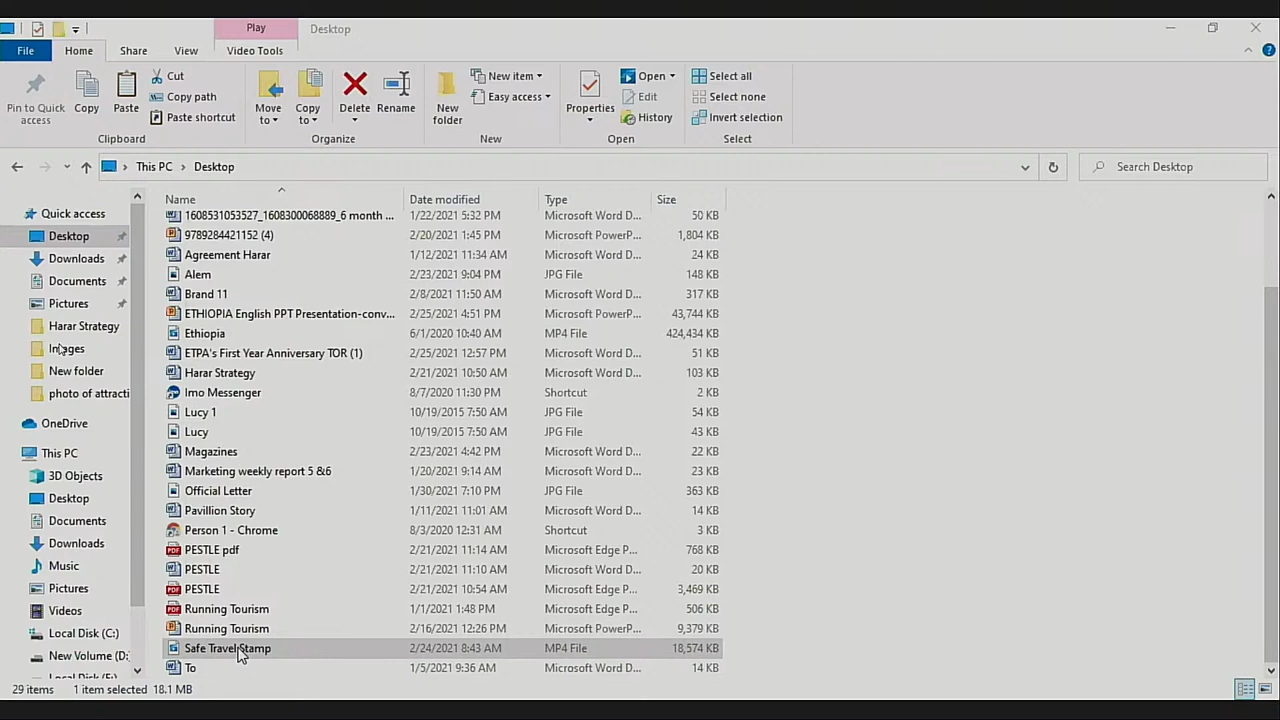 Play
Desktop
File
Home
Share
View
Video Tools
Pin to Quick access
Copy
Paste
Cut
Copy path
Paste shortcut
Clipboard
Move to
Copy to
Delete
Rename
Organize
New folder
New item
Easy access
New
Properties
Open
Edit
History
Open
Select all
Select none
Invert selection
Select
This PC
Desktop
Search Desktop
Quick access
Desktop
Downloads
Documents
Pictures
Harar Strategy
Images
New folder
photo of attracti
OneDrive
This PC
3D Objects
Desktop
Documents
Downloads
Music
Pictures
Videos
Local Disk (C:)
New Volume (D:
Name Date modified Type Size
1608531053527_1608300068889_6 month ... 1/22/2021 5:32 PM Microsoft Word D... 50 KB
9789284421152 (4) 2/20/2021 1:45 PM Microsoft PowerP... 1,804 KB
Agreement Harar 1/12/2021 11:34 AM Microsoft Word D... 24 KB
Alem 2/23/2021 9:04 PM JPG File 148 KB
Brand 11 2/8/2021 11:50 AM Microsoft Word D... 317 KB
ETHIOPIA English PPT Presentation-conv... 2/25/2021 4:51 PM Microsoft PowerP... 43,744 KB
Ethiopia 6/1/2020 10:40 AM MP4 File 424,434 KB
ETPA's First Year Anniversary TOR (1) 2/25/2021 12:57 PM Microsoft Word D... 51 KB
Harar Strategy 2/21/2021 10:50 AM Microsoft Word D... 103 KB
Imo Messenger 8/7/2020 11:30 PM Shortcut 2 KB
Lucy 1 10/19/2015 7:50 AM JPG File 54 KB
Lucy 10/19/2015 7:50 AM JPG File 43 KB
Magazines 2/23/2021 4:42 PM Microsoft Word D... 22 KB
Marketing weekly report 5 &6 1/20/2021 9:14 AM Microsoft Word D... 23 KB
Official Letter 1/30/2021 7:10 PM JPG File 363 KB
Pavillion Story 1/11/2021 11:01 AM Microsoft Word D... 14 KB
Person 1 - Chrome 8/3/2020 12:31 AM Shortcut 3 KB
PESTLE pdf 2/21/2021 11:14 AM Microsoft Edge P... 768 KB
PESTLE 2/21/2021 11:10 AM Microsoft Word D... 20 KB
PESTLE 2/21/2021 10:54 AM Microsoft Edge P... 3,469 KB
Running Tourism 1/1/2021 1:48 PM Microsoft Edge P... 506 KB
Running Tourism 2/16/2021 12:26 PM Microsoft PowerP... 9,379 KB
Safe Travel Stamp 2/24/2021 8:43 AM MP4 File 18,574 KB
To 1/5/2021 9:36 AM Microsoft Word D... 14 KB
29 items 1 item selected 18.1 MB